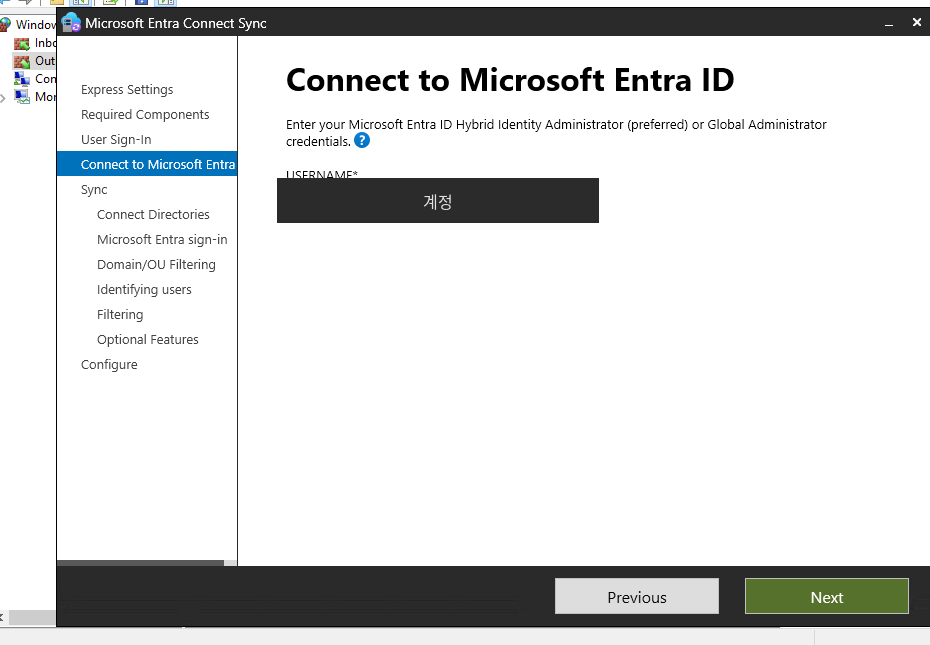 Microsoft Entra Connect Sync
Window
Inbo
Out
Con
Mor
Express Settings
Required Components
User Sign-In
Connect to Microsoft Entra
Sync
Connect Directories
Microsoft Entra sign-in
Domain/OU Filtering
Identifying users
Filtering
Optional Features
Configure
Connect to Microsoft Entra ID
Enter your Microsoft Entra ID Hybrid Identity Administrator (preferred) or Global Administrator
credentials. ?
USERNAME*
계정
Previous
Next